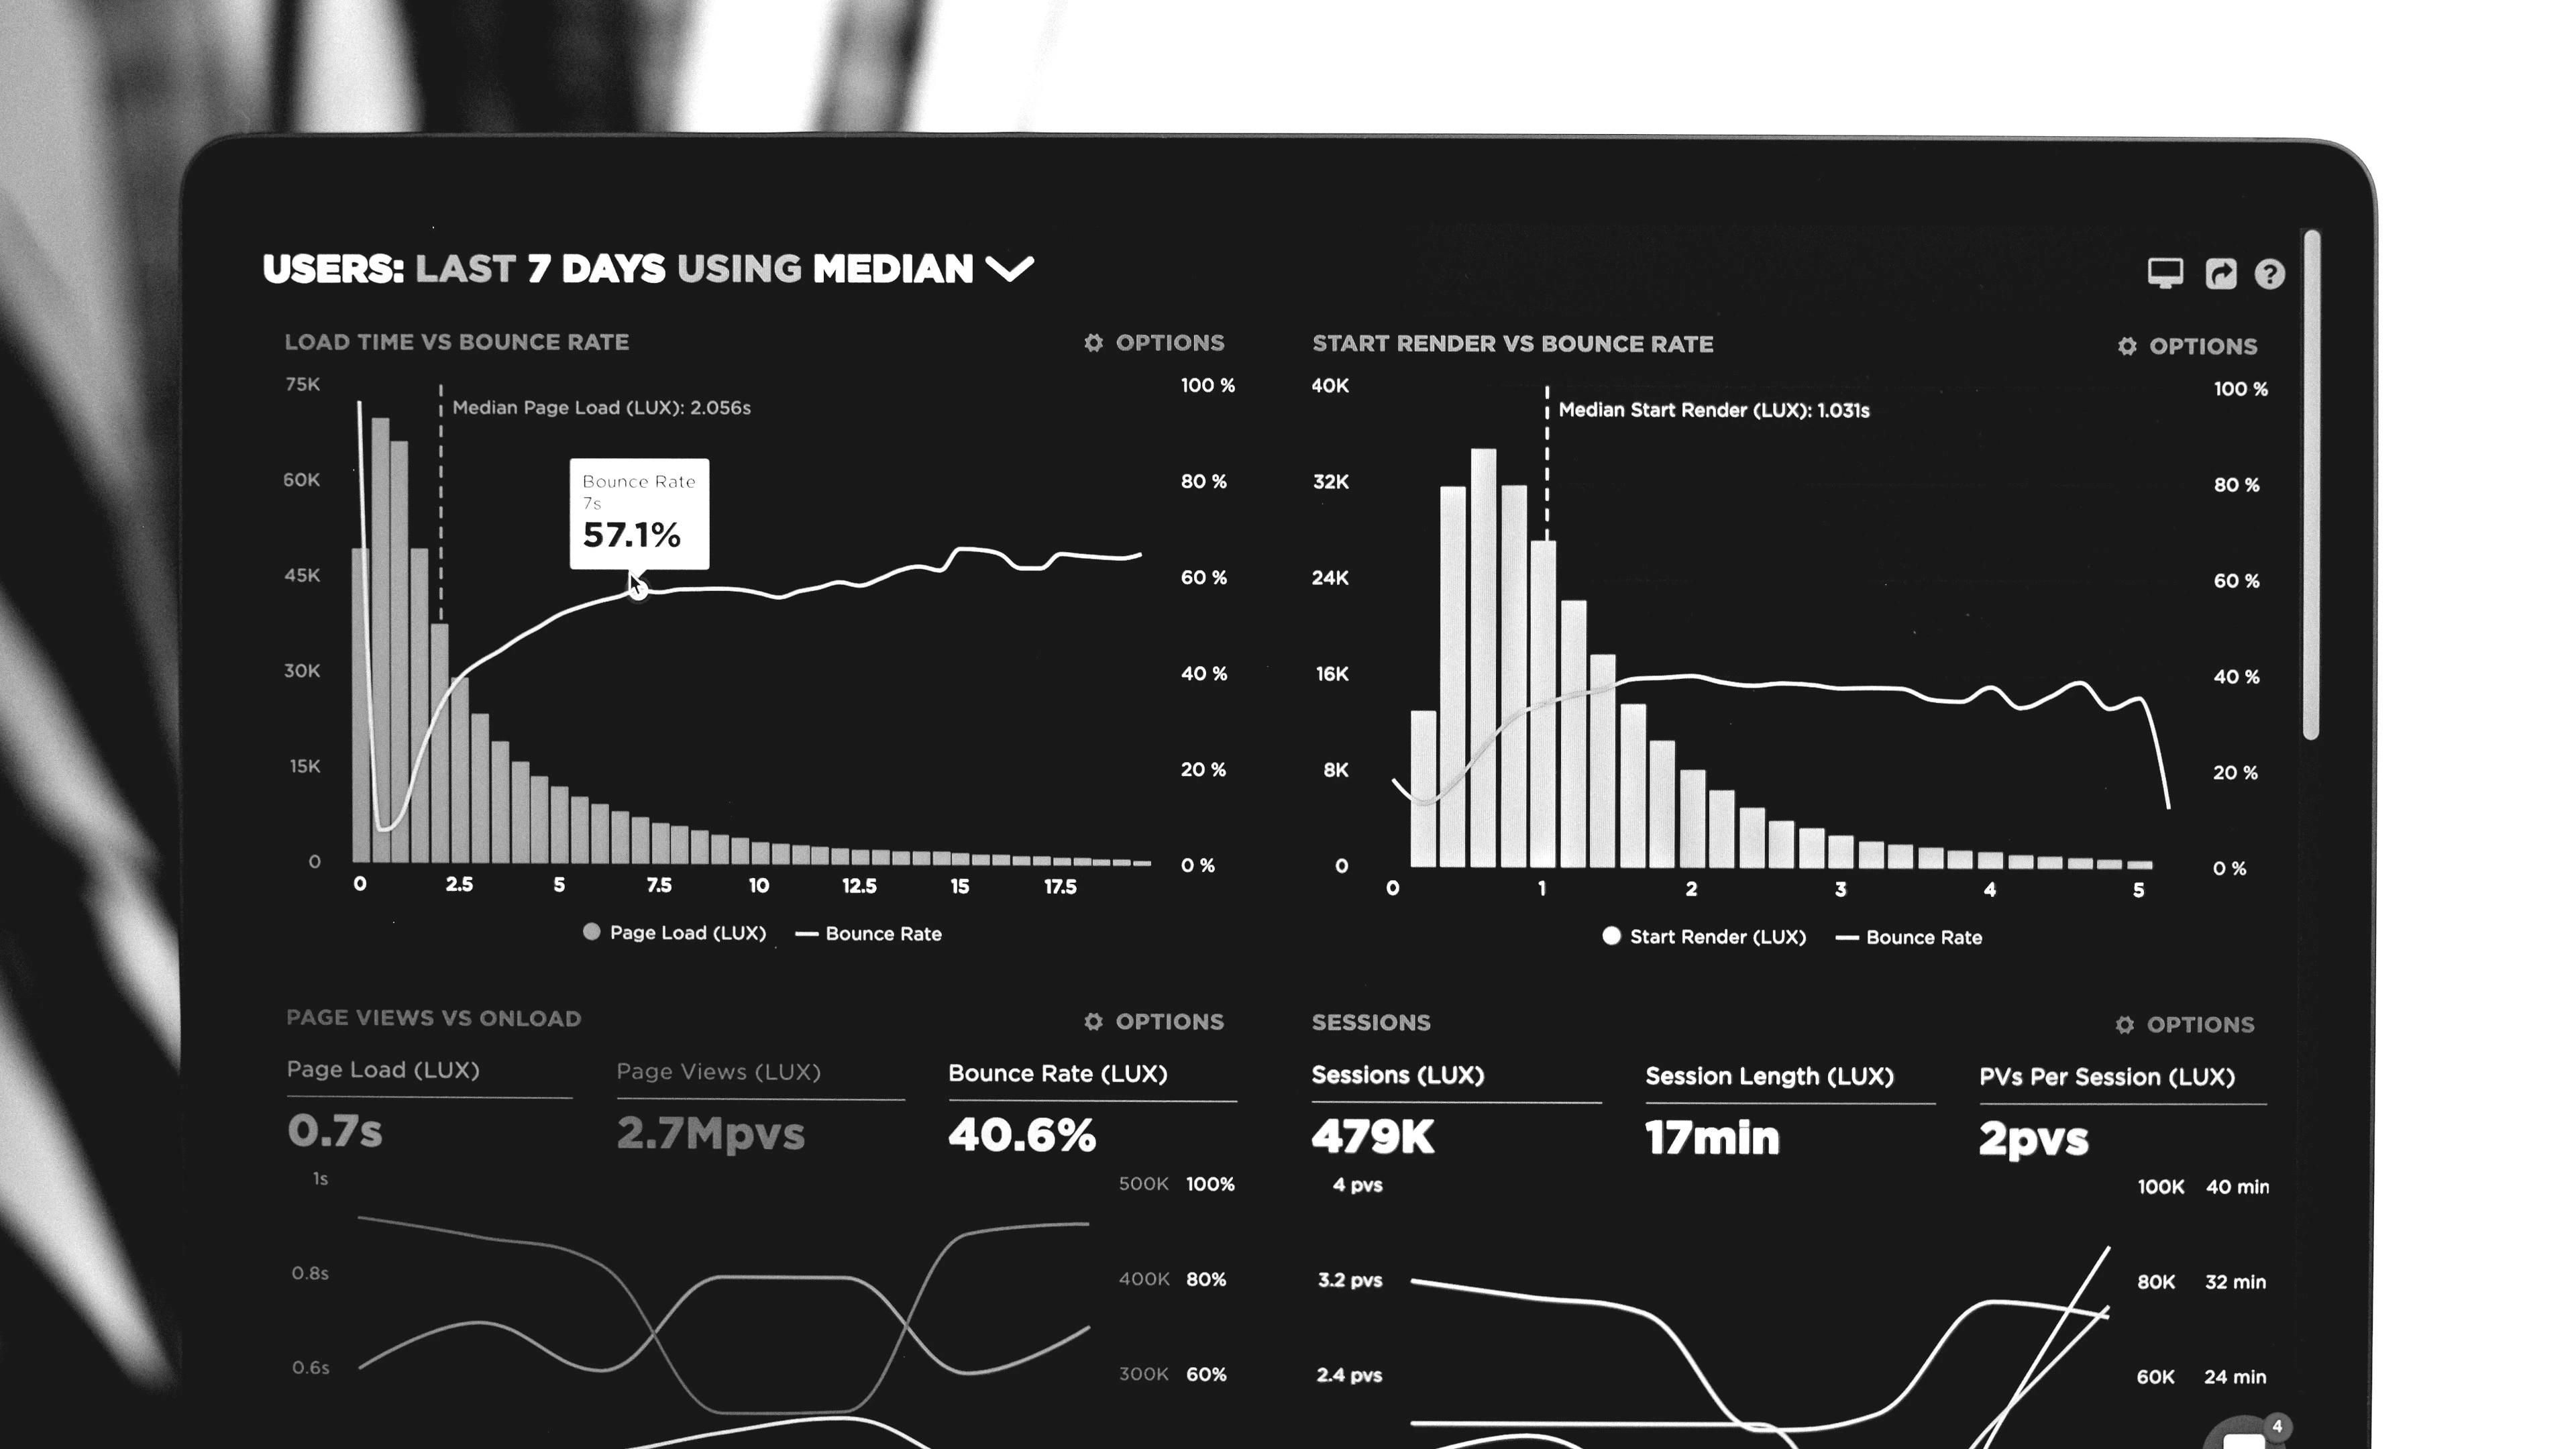 USERS: LAST 7 DAYS USING MEDIAN
LOAD TIME VS BOUNCE RATE
OPTIONS
75K
60K
45K
30K
15K
0
Median Page Load (LUX): 2.056s
Bounce Rate
7s
57.1%
100 %
80 %
60 %
40 %
20 %
0 %
0 2.5 5 7.5 10 12.5 15 17.5
Page Load (LUX) Bounce Rate
START RENDER VS BOUNCE RATE
OPTIONS
40K
32K
24K
16K
8K
0
Median Start Render (LUX): 1.031s
100 %
80 %
60 %
40 %
20 %
0 %
0 1 2 3 4 5
Start Render (LUX) Bounce Rate
PAGE VIEWS VS ONLOAD
OPTIONS
Page Load (LUX)
0.7s
Page Views (LUX)
2.7Mpvs
Bounce Rate (LUX)
40.6%
1s
0.8s
0.6s
500K 100%
400K 80%
300K 60%
SESSIONS
OPTIONS
Sessions (LUX)
479K
Session Length (LUX)
17min
PVs Per Session (LUX)
2pvs
4 pvs
3.2 pvs
2.4 pvs
100K 40 min
80K 32 min
60K 24 min
4